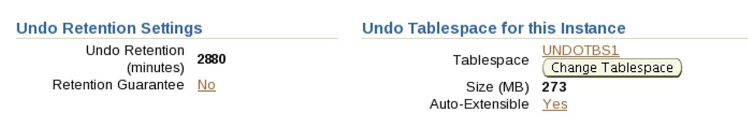 Undo Retention Settings
Undo Retention
(minutes) 2880
Retention Guarantee No
Undo Tablespace for this Instance
Tablespace UNDOTBS1
Change Tablespace
Size (MB) 273
Auto-Extensible Yes